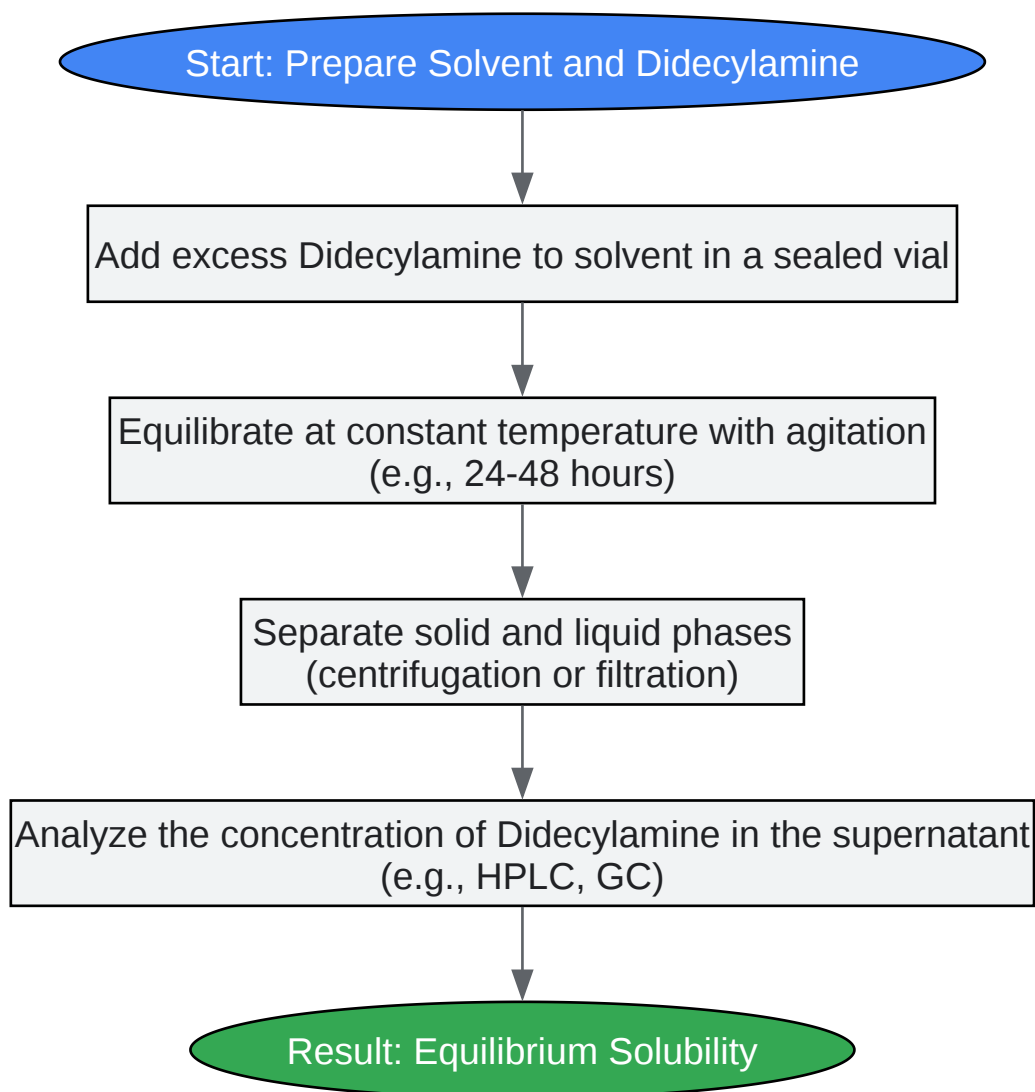 Start: Prepare Solvent and Didecylamine
Add excess Didecylamine to solvent in a sealed vial
Equilibrate at constant temperature with agitation
(e.g., 24-48 hours)
Separate solid and liquid phases
(centrifugation or filtration)
Analyze the concentration of Didecylamine in the supernatant
(e.g., HPLC, GC)
Result: Equilibrium Solubility